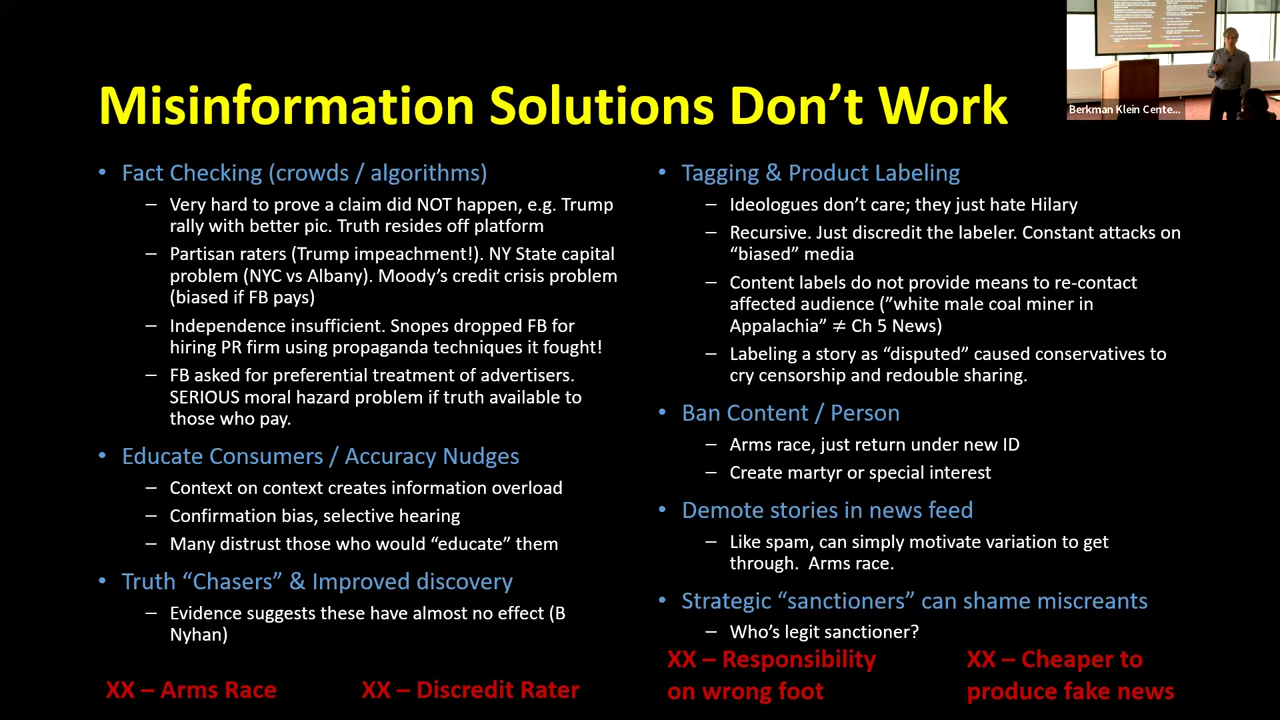 Misinformation Solutions Don’t Work
Berkman Klein Cente...
• Fact Checking (crowds / algorithms)
– Very hard to prove a claim did NOT happen, e.g. Trump
rally with better pic. Truth resides off platform
– Partisan raters (Trump impeachment!). NY State capital
problem (NYC vs Albany). Moody’s credit crisis problem
(biased if FB pays)
– Independence insufficient. Snopes dropped FB for
hiring PR firm using propaganda techniques it fought!
– FB asked for preferential treatment of advertisers.
SERIOUS moral hazard problem if truth available to
those who pay.
• Educate Consumers / Accuracy Nudges
– Context on context creates information overload
– Confirmation bias, selective hearing
– Many distrust those who would “educate” them
• Truth “Chasers” & Improved discovery
– Evidence suggests these have almost no effect (B
Nyhan)
XX – Arms Race
XX – Discredit Rater
• Tagging & Product Labeling
– Ideologues don’t care; they just hate Hilary
– Recursive. Just discredit the labeler. Constant attacks on
“biased” media
– Content labels do not provide means to re-contact
affected audience (”white male coal miner in
Appalachia” ≠ Ch 5 News)
– Labeling a story as “disputed” caused conservatives to
cry censorship and redouble sharing.
• Ban Content / Person
– Arms race, just return under new ID
– Create martyr or special interest
• Demote stories in news feed
– Like spam, can simply motivate variation to get
through.  Arms race.
• Strategic “sanctioners” can shame miscreants
– Who’s legit sanctioner?
XX – Responsibility
on wrong foot
XX – Cheaper to
produce fake news